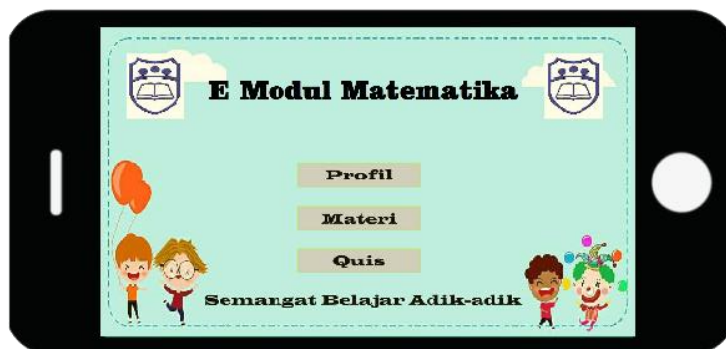 E Modul Matematika
Profil
Materi
Quis
Semangat Belajar Adik-adik